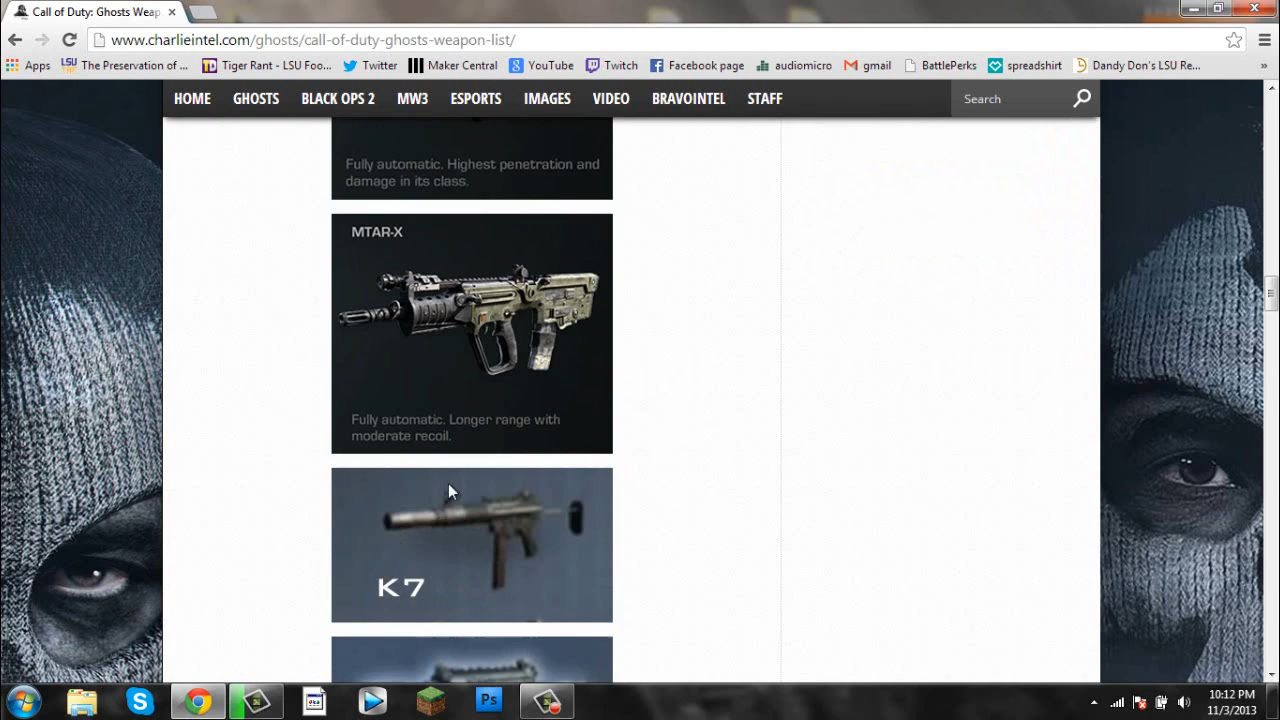 Call of Duty: Ghosts Weap
www.charlieintel.com/ghosts/call-of-duty-ghosts-weapon-list/
Apps LSU The Preservation of ... TD Tiger Rant - LSU Foo... Twitter Maker Central YouTube Twitch Facebook page audiomicro gmail BattlePerks spreadshirt Dandy Don's LSU Re... »
HOME GHOSTS BLACK OPS 2 MW3 ESPORTS IMAGES VIDEO BRAVOINTEL STAFF Search
Fully automatic. Highest penetration and
damage in its class.
MTAR-X
Fully automatic. Longer range with
moderate recoil.
K7
Ps
10:12 PM
11/3/2013